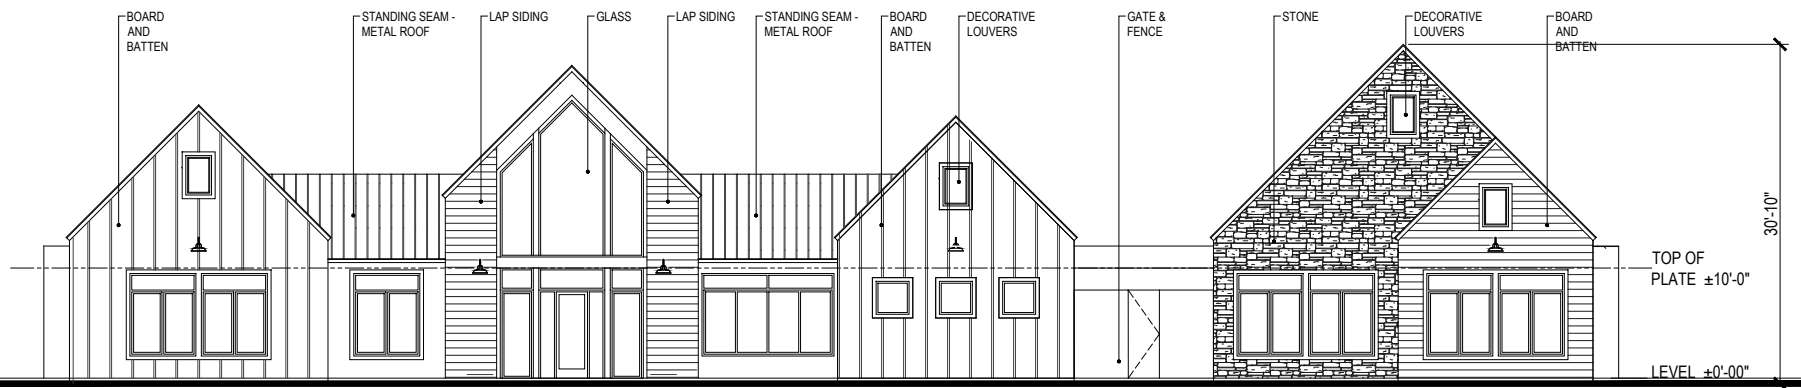 BOARD
AND
BATTEN
STANDING SEAM -
METAL ROOF
LAP SIDING
GLASS
LAP SIDING
STANDING SEAM -
METAL ROOF
BOARD
AND
BATTEN
DECORATIVE
LOUVERS
GATE &
FENCE
STONE
DECORATIVE
LOUVERS
BOARD
AND
BATTEN
30'-10"
TOP OF
PLATE ±10'-0"
LEVEL ±0'-00"